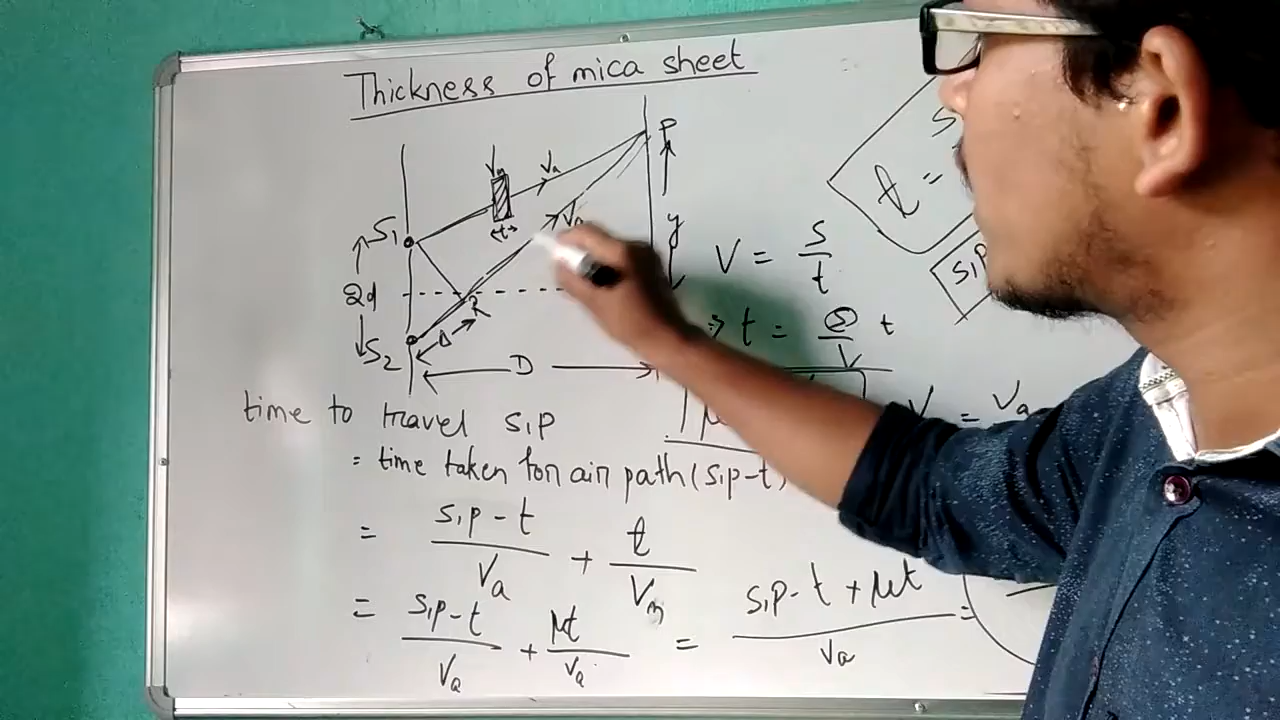 Thickness of mica sheet
P
Va
S1
t
y
2d
R
Δ
S2
D
V = S/t
⇒ t = S/V
t =
S1P
μ
V = Va
time to travel S1P
= time taken for air path (S1P-t)
= (S1P - t)/Va + t/Vm
= (S1P - t)/Va + μt/Va = (S1P - t + μt)/Va =